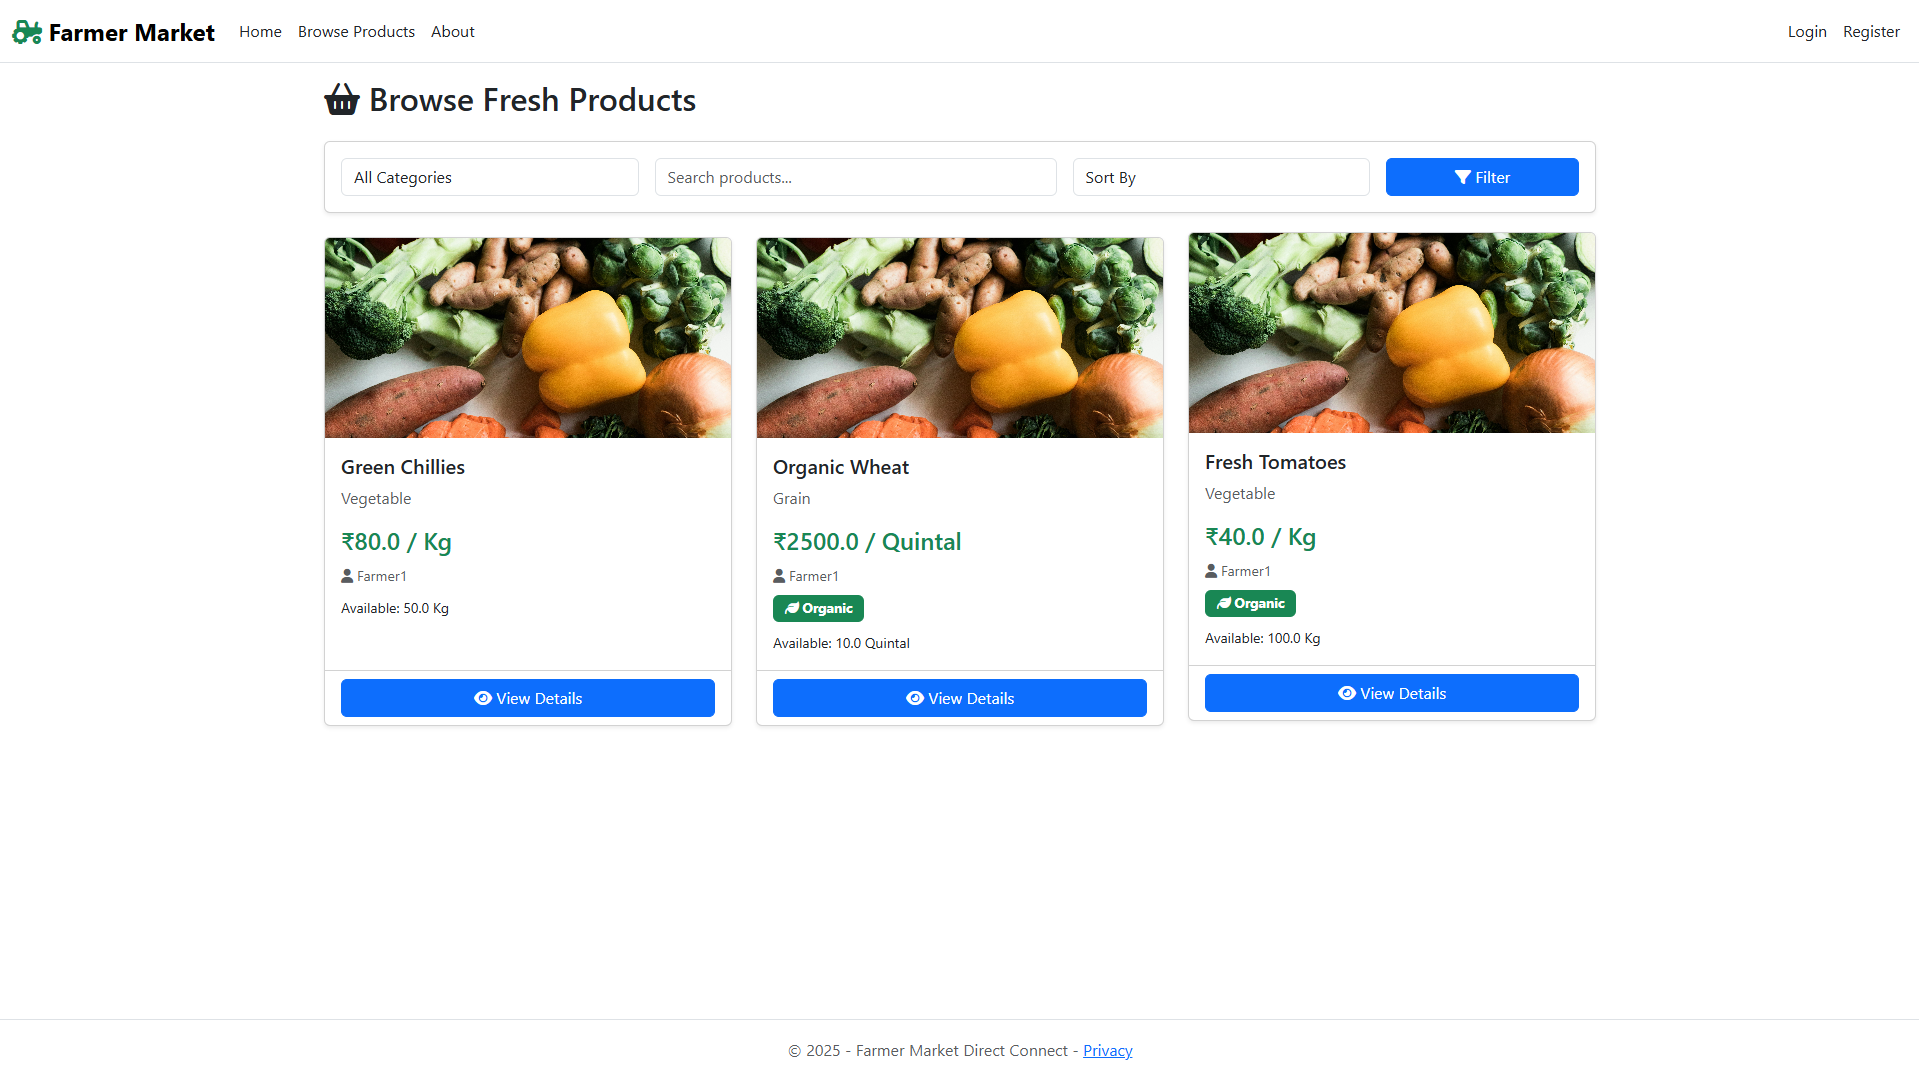 Farmer Market
Home
Browse Products
About
Login
Register
Browse Fresh Products
All Categories
Search products...
Sort By
Filter
Green Chillies
Vegetable
₹80.0 / Kg
Farmer1
Available: 50.0 Kg
View Details
Organic Wheat
Grain
₹2500.0 / Quintal
Farmer1
Organic
Available: 10.0 Quintal
View Details
Fresh Tomatoes
Vegetable
₹40.0 / Kg
Farmer1
Organic
Available: 100.0 Kg
View Details
© 2025 - Farmer Market Direct Connect - Privacy